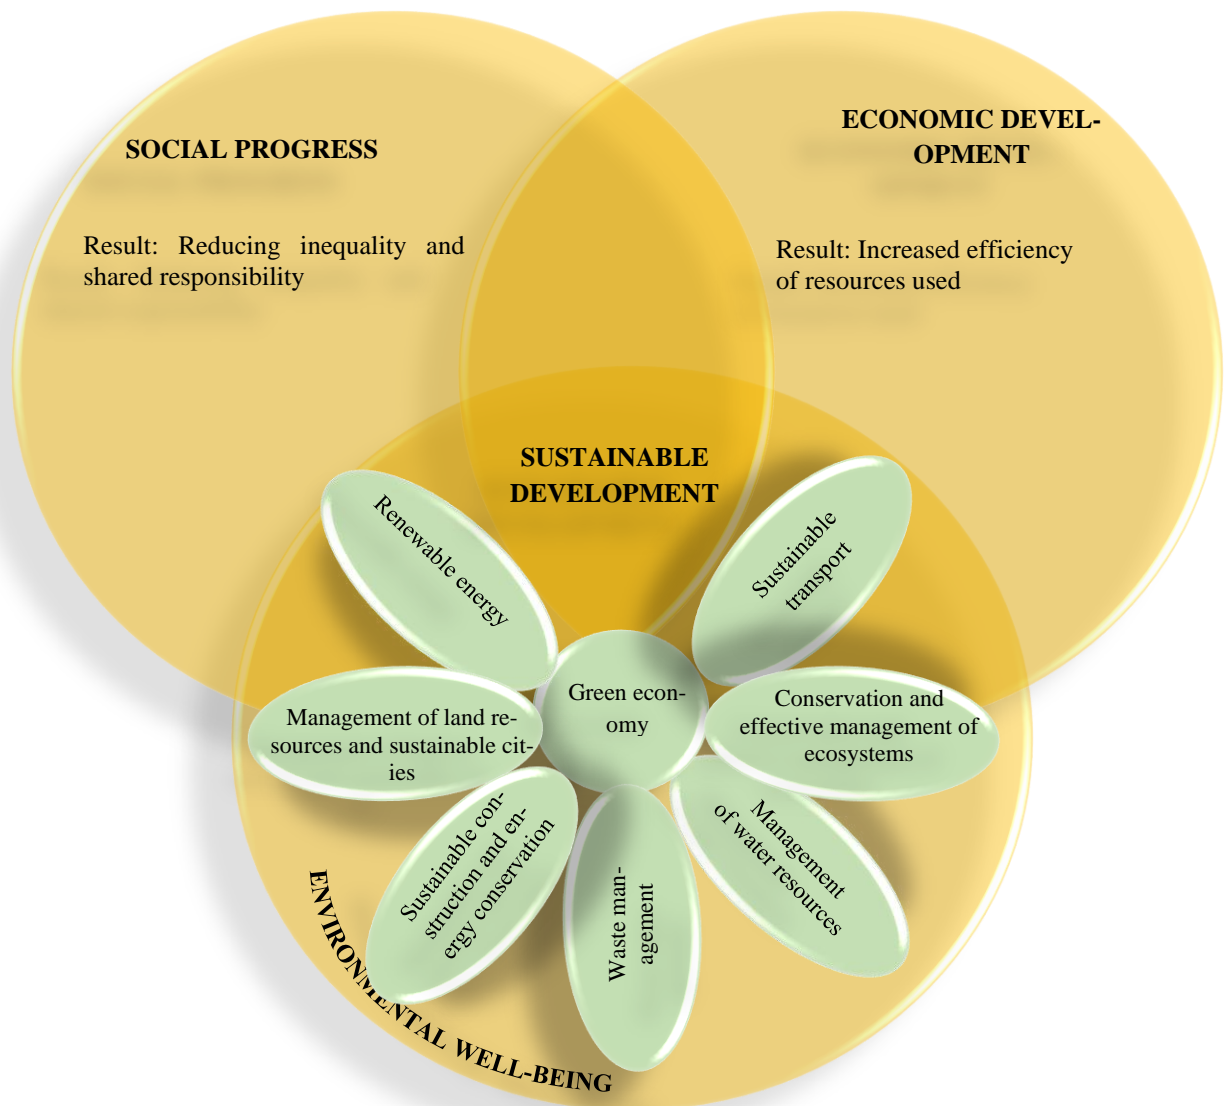 SOCIAL PROGRESS
Result: Reducing inequality and
shared responsibility
ECONOMIC DEVEL-
OPMENT
Result: Increased efficiency
of resources used
SUSTAINABLE
DEVELOPMENT
Renewable energy
Sustainable
transport
Green econ-
omy
Management of land re-
sources and sustainable cit-
ies
Conservation and
effective management of
ecosystems
Sustainable con-
struction and en-
ergy conservation
Waste man-
agement
Management
of water resources
ENVIRONMENTAL WELL-BEING